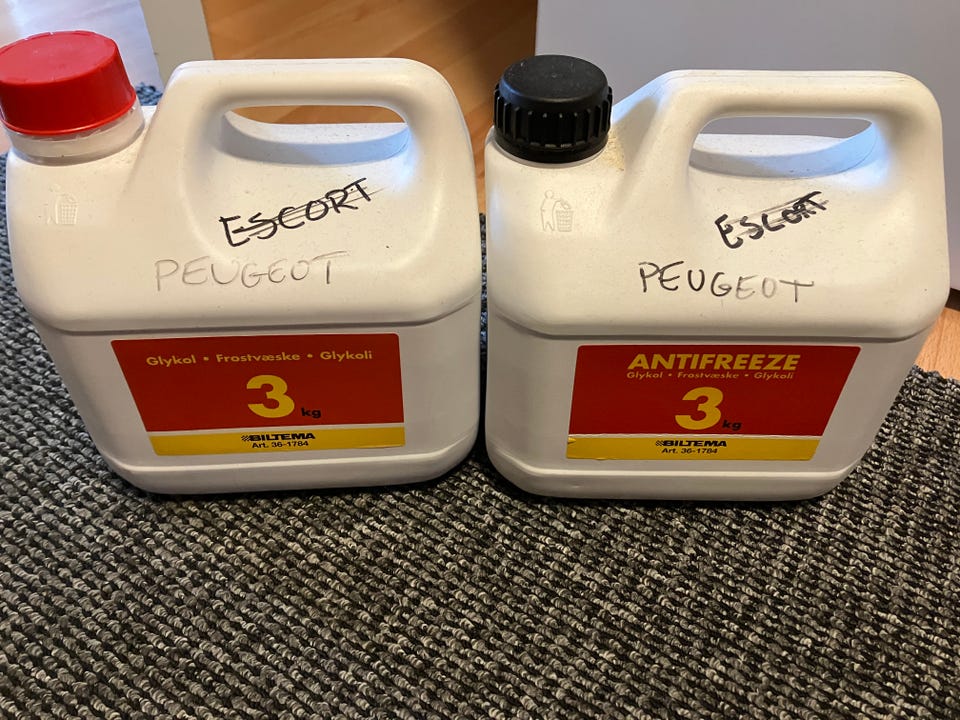 ESCORT
PEUGEOT
Glykol • Frostvæske • Glykoli
3 kg
BILTEMA
Art. 36-1784
ESCORT
PEUGEOT
ANTIFREEZE
Glykol • Frostvæske • Glykoli
3 kg
BILTEMA
Art. 36-1784